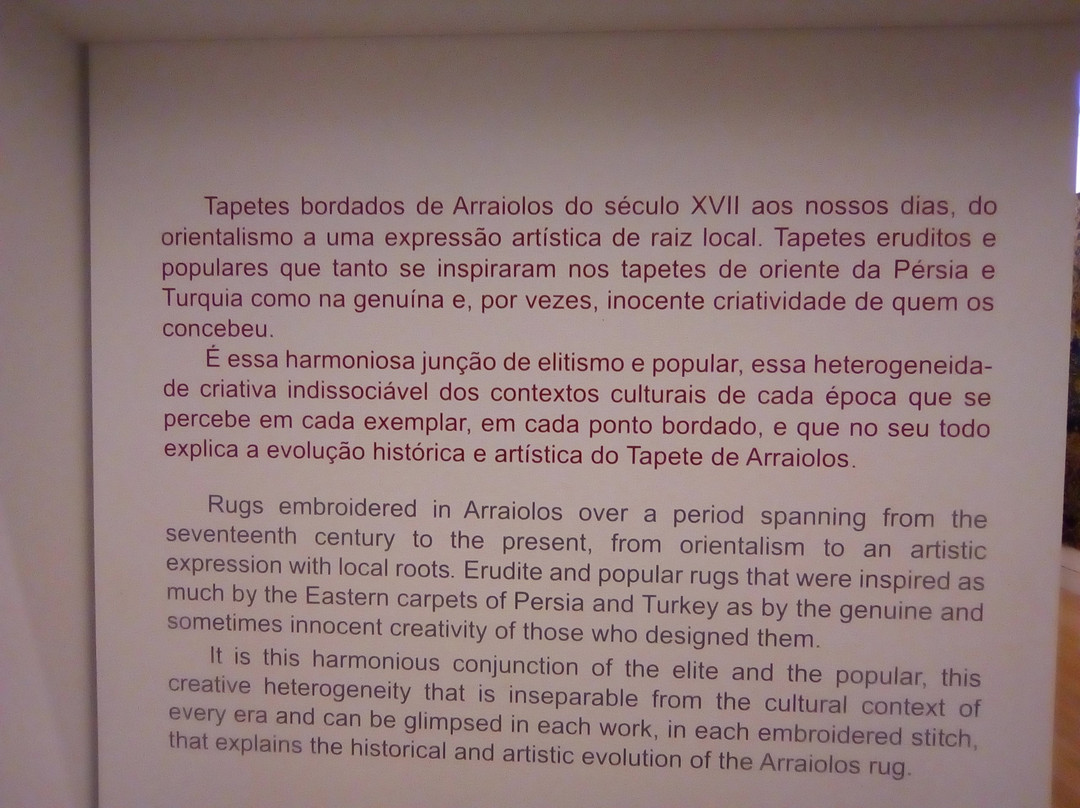 Tapetes bordados de Arraiolos do século XVII aos nossos dias, do
orientalismo a uma expressão artística de raiz local. Tapetes eruditos e
populares que tanto se inspiraram nos tapetes de oriente da Pérsia e
Turquia como na genuína e, por vezes, inocente criatividade de quem os
concebeu.
É essa harmoniosa junção de elitismo e popular, essa heterogeneida-
de criativa indissociável dos contextos culturais de cada época que se
percebe em cada exemplar, em cada ponto bordado, e que no seu todo
explica a evolução histórica e artística do Tapete de Arraiolos.
Rugs embroidered in Arraiolos over a period spanning from the
seventeenth century to the present, from orientalism to an artistic
expression with local roots. Erudite and popular rugs that were inspired as
much by the Eastern carpets of Persia and Turkey as by the genuine and
sometimes innocent creativity of those who designed them.
It is this harmonious conjunction of the elite and the popular, this
creative heterogeneity that is inseparable from the cultural context of
every era and can be glimpsed in each work, in each embroidered stitch,
that explains the historical and artistic evolution of the Arraiolos rug.